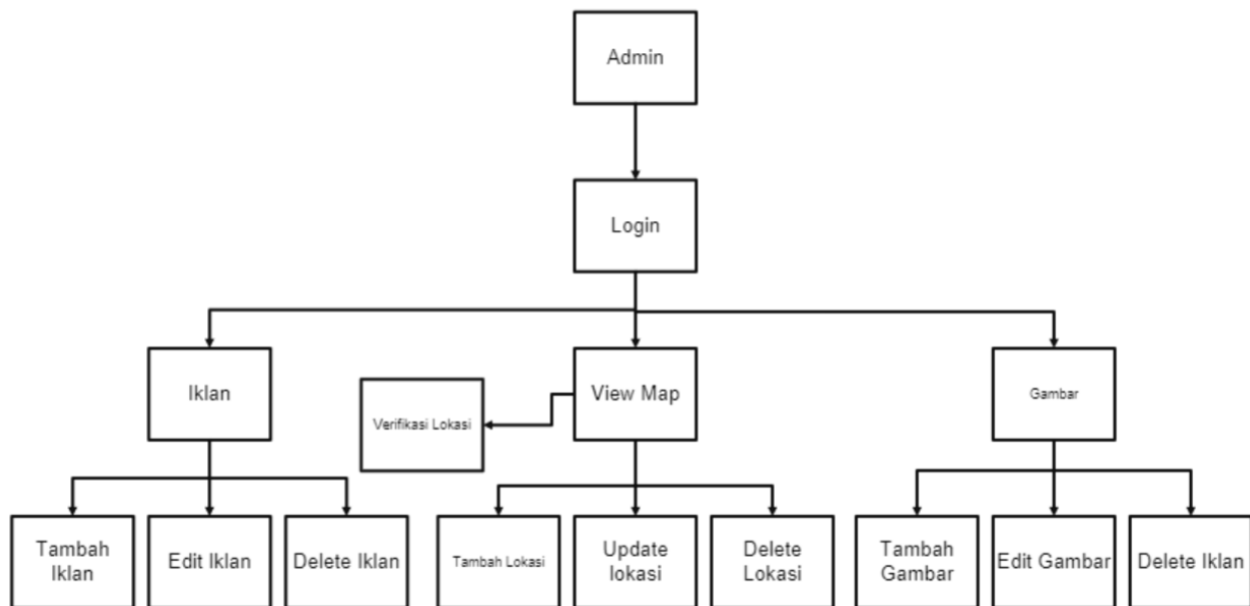 Admin
Login
Iklan
View Map
Gambar
Verifikasi Lokasi
Tambah
Iklan
Edit Iklan
Delete Iklan
Tambah Lokasi
Update
lokasi
Delete
Lokasi
Tambah
Gambar
Edit Gambar
Delete Iklan